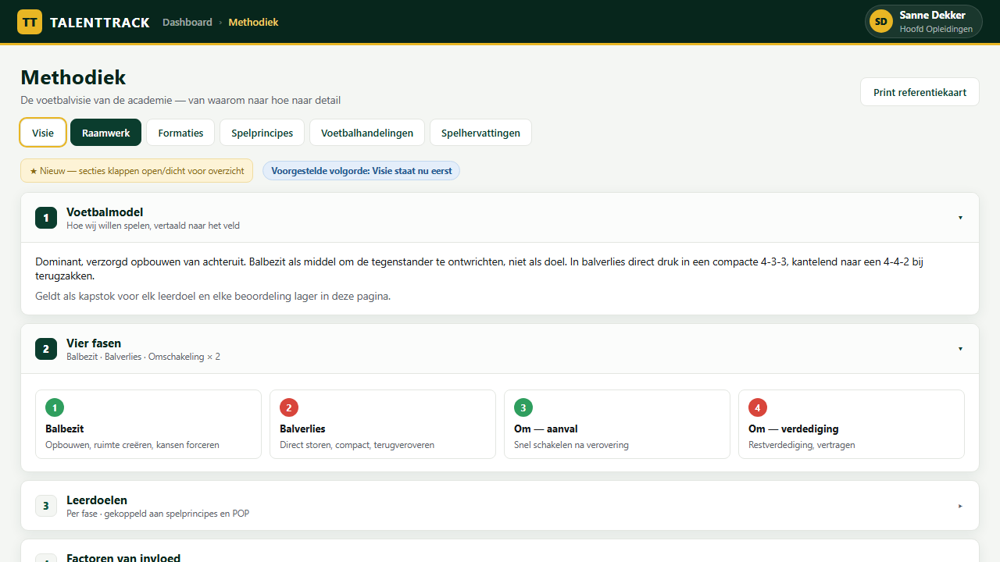 TT TALENTTRACK Dashboard › Methodiek
SD Sanne Dekker
Hoofd Opleidingen
Methodiek
De voetbalvisie van de academie — van waarom naar hoe naar detail
Print referentiekaart
Visie Raamwerk Formaties Spelprincipes Voetbalhandelingen Spelhervattingen
★ Nieuw — secties klappen open/dicht voor overzicht
Voorgestelde volgorde: Visie staat nu eerst
1 Voetbalmodel
Hoe wij willen spelen, vertaald naar het veld
Dominant, verzorgd opbouwen van achteruit. Balbezit als middel om de tegenstander te ontwrichten, niet als doel. In balverlies direct druk in een compacte 4-3-3, kantelend naar een 4-4-2 bij
terugzakken.
Geldt als kapstok voor elk leerdoel en elke beoordeling lager in deze pagina.
2 Vier fasen
Balbezit · Balverlies · Omschakeling × 2
1
Balbezit
Opbouwen, ruimte creëren, kansen forceren
2
Balverlies
Direct storen, compact, terugveroveren
3
Om — aanval
Snel schakelen na verovering
4
Om — verdediging
Restverdediging, vertragen
3 Leerdoelen
Per fase · gekoppeld aan spelprincipes en POP
Factoren van invloed